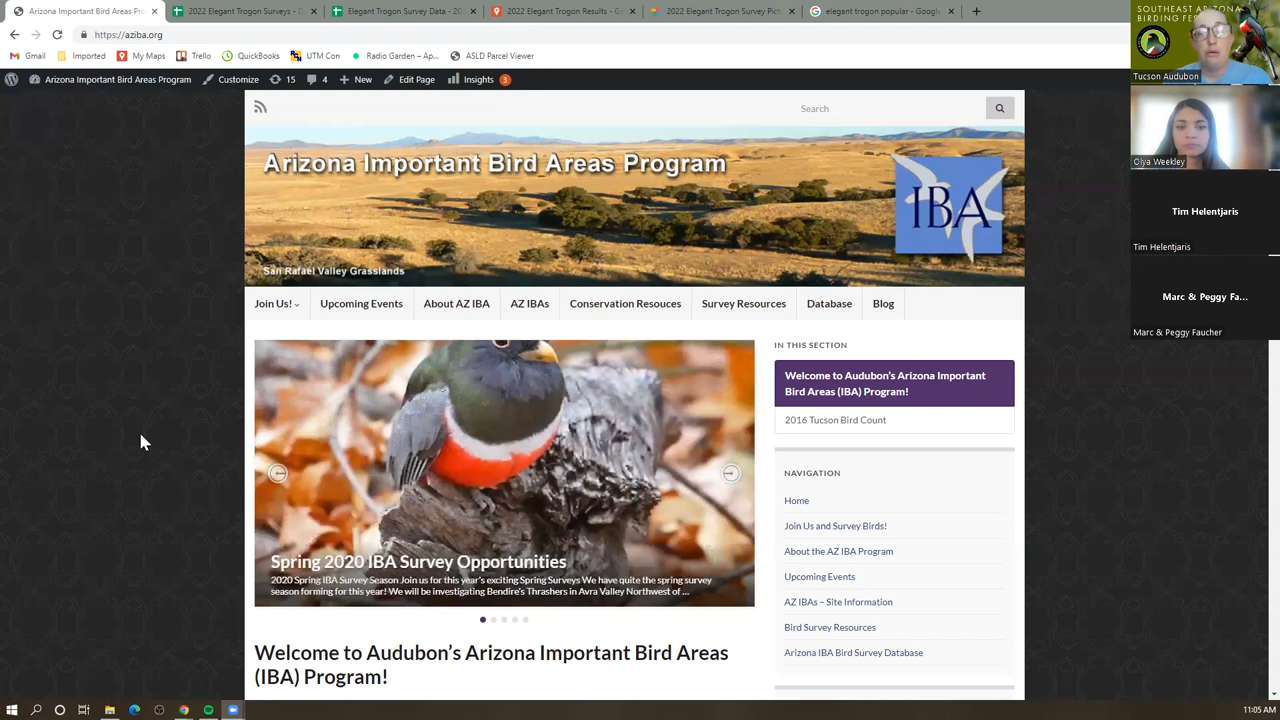 Arizona Important Bird Areas Pro
2022 Elegant Trogon Surveys - D
Elegant Trogon Survey Data - 20
2022 Elegant Trogon Results - G
2022 Elegant Trogon Survey Pict
elegant trogon popular - Google
https://aziba.org
Gmail
Imported
My Maps
Trello
QuickBooks
UTM Con
Radio Garden – Ap...
ASLD Parcel Viewer
Arizona Important Bird Areas Program
Customize
15
4
New
Edit Page
Insights
3
Search
Arizona Important Bird Areas Program
IBA
San Rafael Valley Grasslands
Join Us!
Upcoming Events
About AZ IBA
AZ IBAs
Conservation Resouces
Survey Resources
Database
Blog
Spring 2020 IBA Survey Opportunities
2020 Spring IBA Survey Season Join us for this year's exciting Spring Surveys We have quite the spring survey
season forming for this year! We will be investigating Bendire's Thrashers in Avra Valley Northwest of ...
Welcome to Audubon's Arizona Important Bird Areas
(IBA) Program!
IN THIS SECTION
Welcome to Audubon's Arizona Important
Bird Areas (IBA) Program!
2016 Tucson Bird Count
NAVIGATION
Home
Join Us and Survey Birds!
About the AZ IBA Program
Upcoming Events
AZ IBAs – Site Information
Bird Survey Resources
Arizona IBA Bird Survey Database
SOUTHEAST ARIZONA
BIRDING FES
Tucson Audubon
Olya Weekley
Tim Helentjaris
Tim Helentjaris
Marc & Peggy Fa...
Marc & Peggy Faucher
11:05 AM